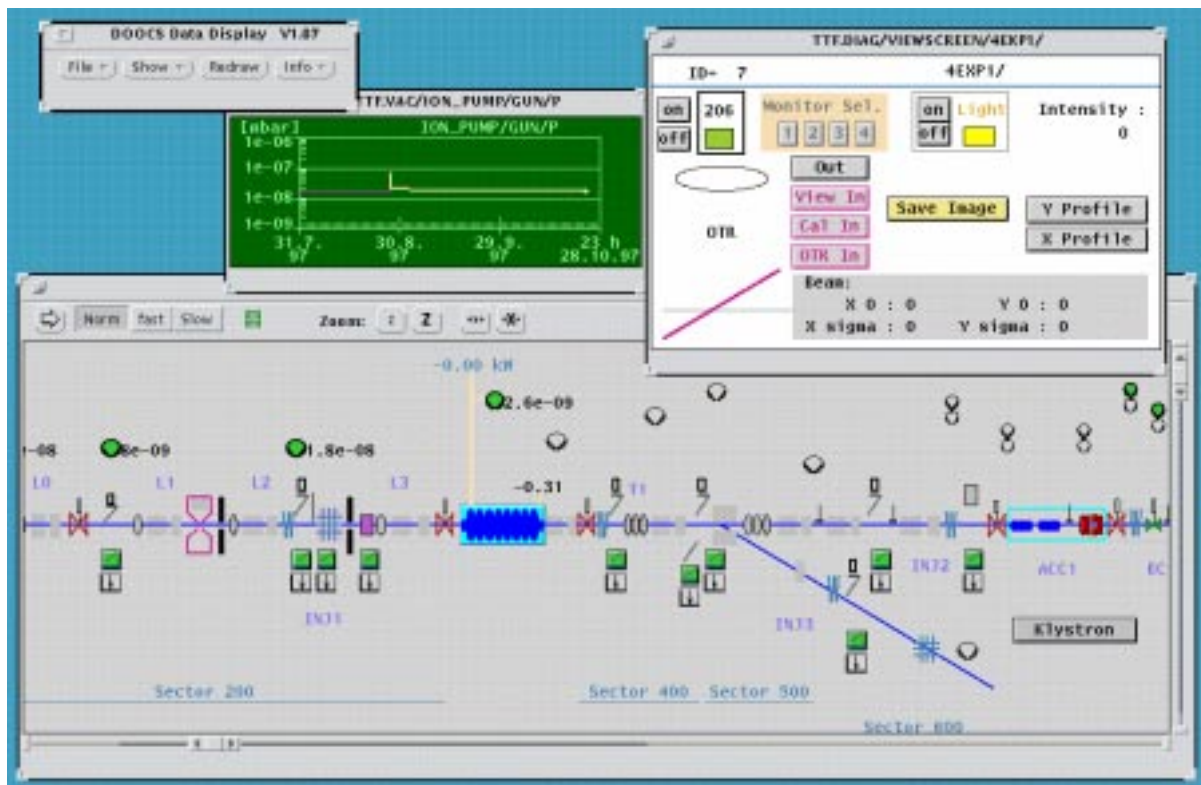 DOOCS Data Display V1.07
File Show Redraw Info
TTF.VAC/ION_PUMP/GUN/P
[mbar] ION_PUMP/GUN/P
1e-06
1e-07
1e-08
1e-09
31.7. 30.8. 29.9. 23 h
97 97 97 28.10.97
TTF.DIAG/VIEWSCREEN/4EXP1/
ID= 7 4EXP1/
on 206 Monitor Sel. on Light Intensity :
off 1 2 3 4 off 0
Out
View In
Save Image Y Profile
OTR Cal In
X Profile
OTR In
Beam:
X 0 : 0 Y 0 : 0
X sigma : 0 Y sigma : 0
Norm fast Slow Zoom: z Z
-0.00 kW
2.6e-09
-08 8e-09 1.8e-08
L0 L1 L2 L3 -0.31 T1
INJ2 ACC1 BC
INJ1 INJ3 Klystron
Sector 200 Sector 400 Sector 500
Sector 600